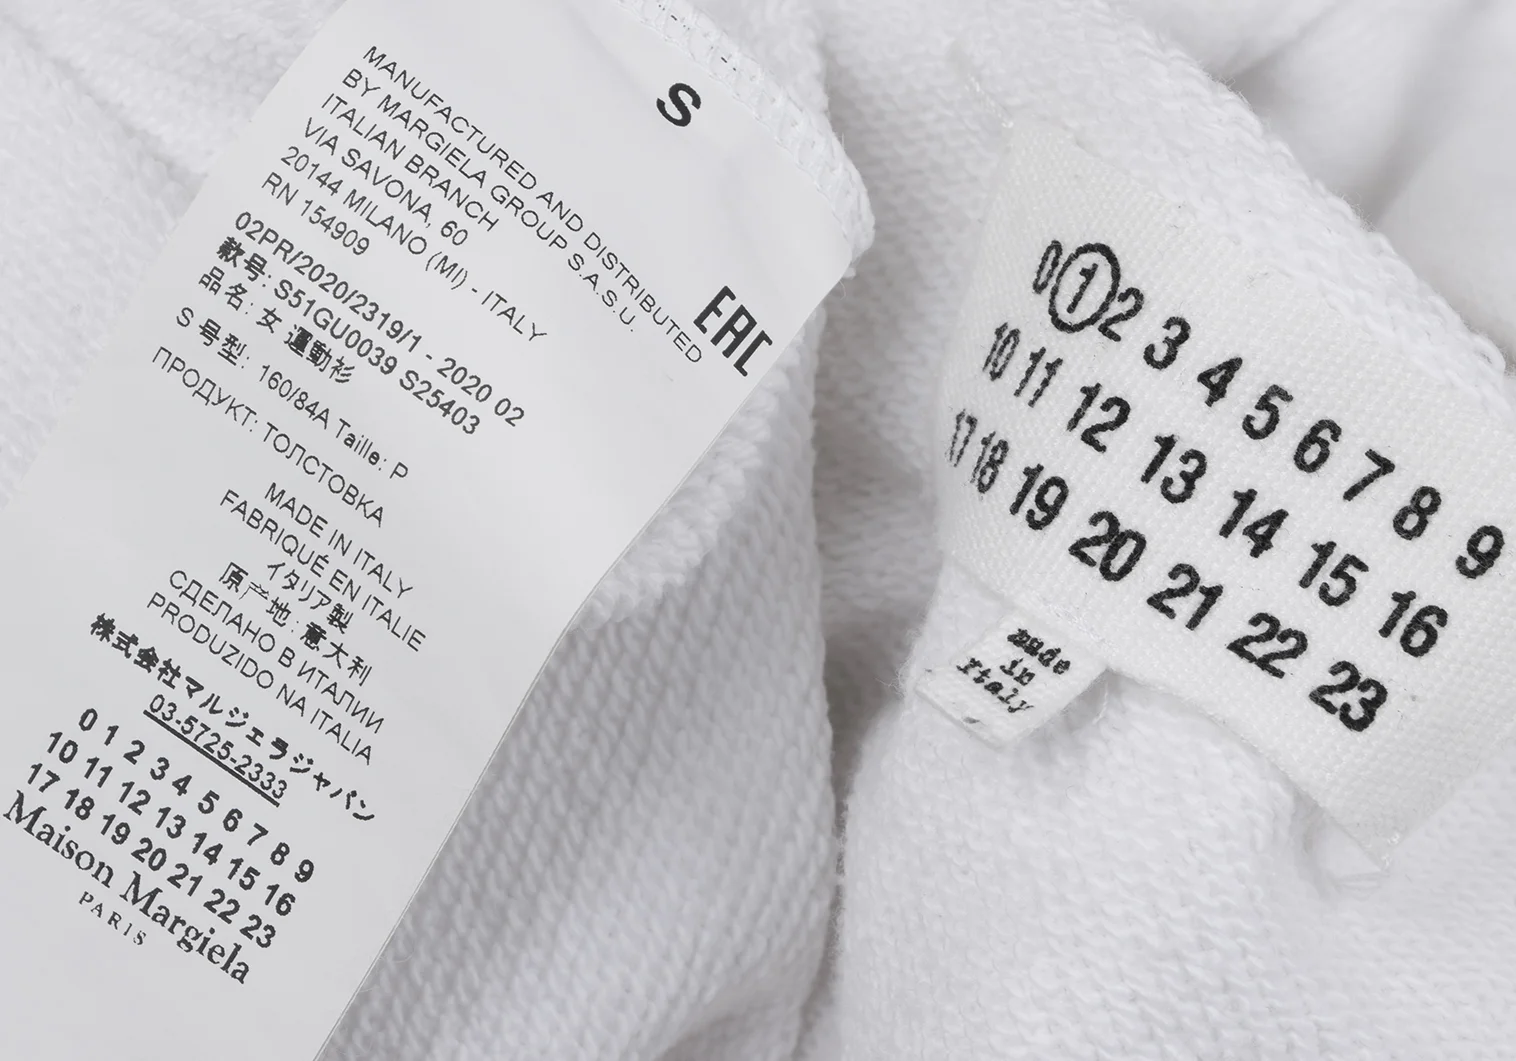 S
MANUFACTURED AND DISTRIBUTED
BY MARGIELA GROUP S.A.S.U.
ITALIAN BRANCH
VIA SAVONA, 60
20144 MILANO (MI) - ITALY
RN 154909
EAC
02PR/2020/2319/1 - 2020 02
款号: S51GU0039 S25403
品名: 女 運動衫
S 号型: 160/84A Taille: P
ПРОДУКТ: ТОЛСТОВКА
MADE IN ITALY
FABRIQUÉ EN ITALIE
イタリア製
原产地: 意大利
СДЕЛАНО В ИТАЛИИ
PRODUZIDO NA ITALIA
株式会社マルジェラジャパン
03-5725-2333
0 1 2 3 4 5 6 7 8 9
10 11 12 13 14 15 16
17 18 19 20 21 22 23
Maison Margiela
PARIS
0 1 2 3 4 5 6 7 8 9
10 11 12 13 14 15 16
17 18 19 20 21 22 23
made
in
Italy